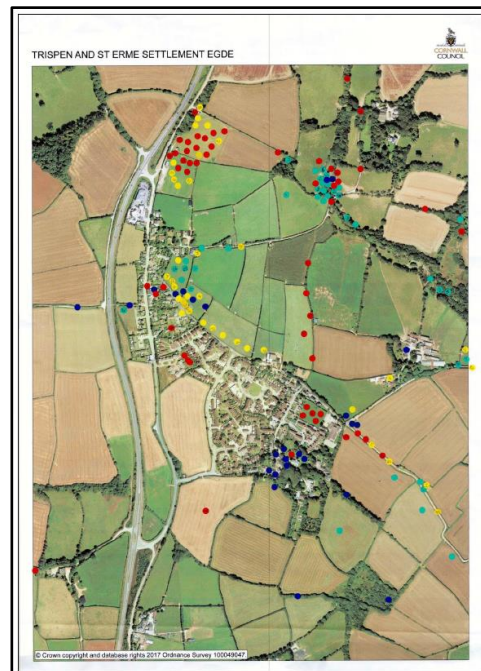 TRISPEN AND ST ERME SETTLEMENT EGDE
CORNWALL
COUNCIL
© Crown copyright and database rights 2017 Ordnance Survey 100049047.